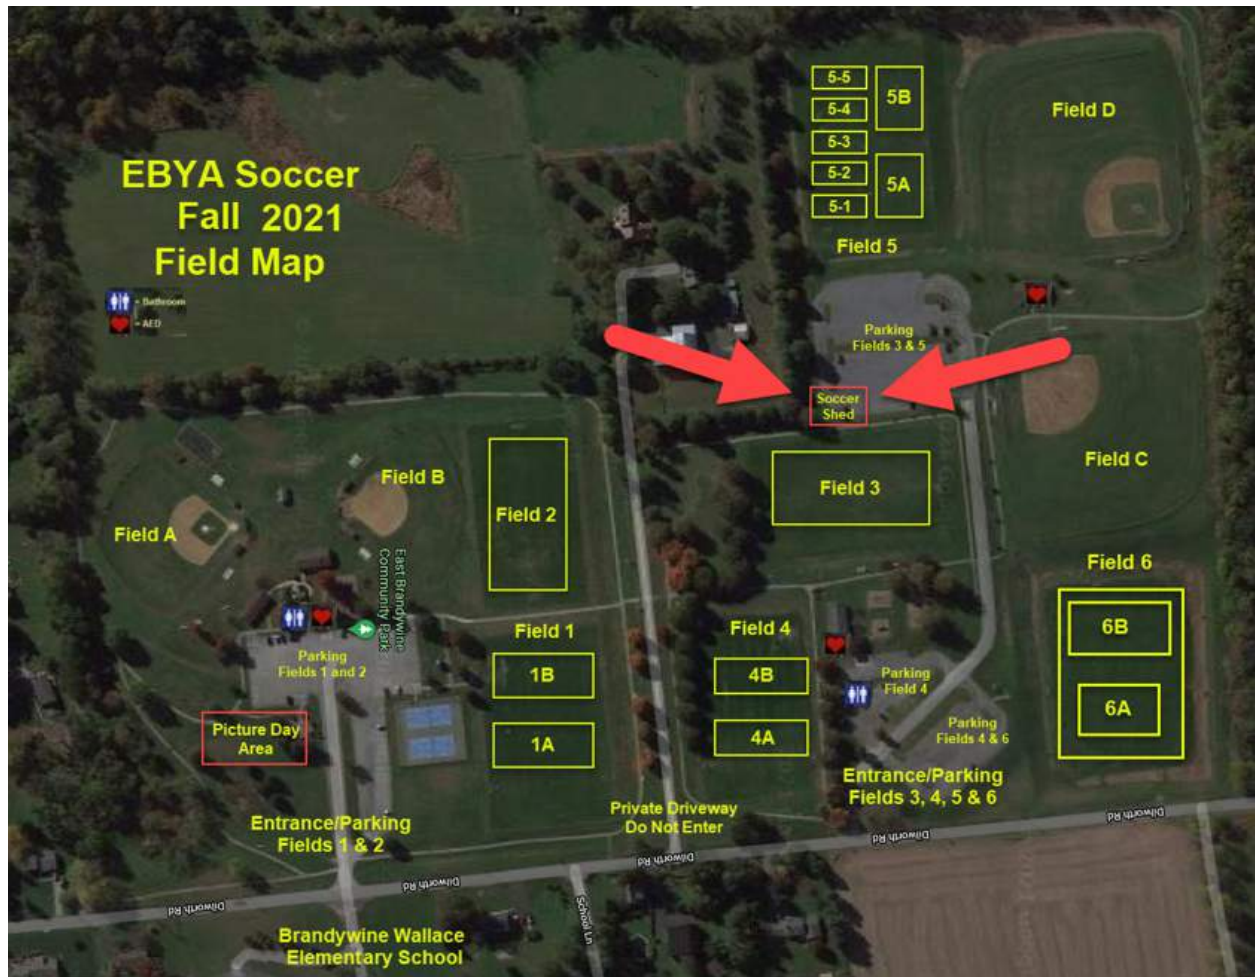 EBYA Soccer
Fall 2021
Field Map
= Bathroom
= AED
5-5
5-4
5-3
5-2
5-1
5B
5A
Field 5
Field D
Parking
Fields 3 & 5
Soccer
Shed
Field C
Field 3
Field B
Field A
Field 2
East Brandywine
Community Park
Parking
Fields 1 and 2
Picture Day
Area
Field 1
1B
1A
Field 4
4B
4A
Parking
Field 4
Parking
Fields 4 & 6
Field 6
6B
6A
Entrance/Parking
Fields 3, 4, 5 & 6
Private Driveway
Do Not Enter
Entrance/Parking
Fields 1 & 2
Dilworth Rd
Dilworth Rd
Dilworth Rd
Dilworth Rd
Dilworth Rd
School Ln
Brandywine Wallace
Elementary School